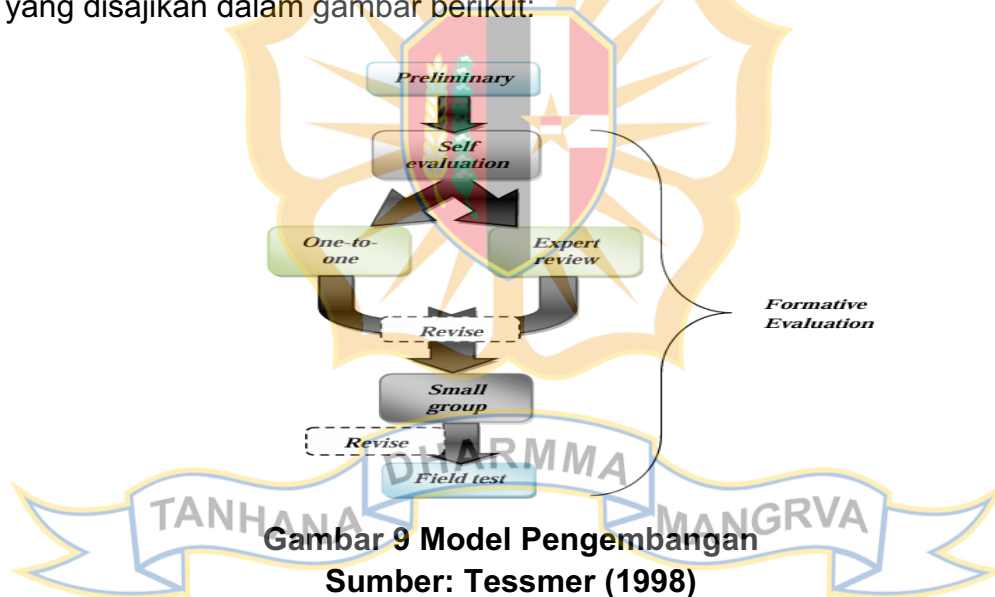 yang disajikan dalam gambar berikut:
Preliminary
Self
evaluation
One-to-
one
Expert
review
Revise
Formative
Evaluation
Small
group
Revise
Field test
TANHANA DHARMMA MANGRVA
Gambar 9 Model Pengembangan
Sumber: Tessmer (1998)